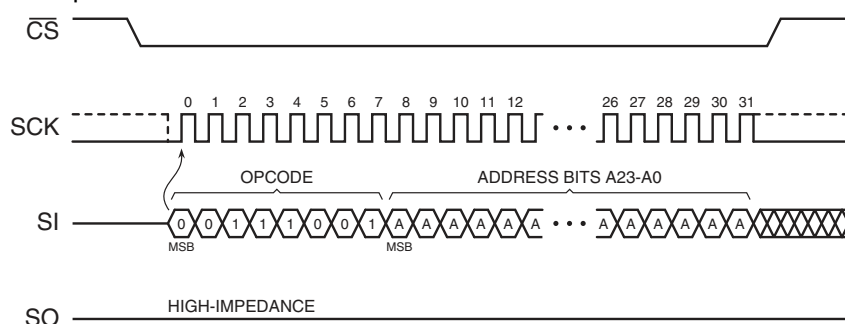 CS
0 1 2 3 4 5 6 7 8 9 10 11 12 26 27 28 29 30 31
SCK • • •
OPCODE ADDRESS BITS A23-A0
SI 0 0 1 1 1 0 0 1 A A A A A A • • • A A A A A A
MSB MSB
HIGH-IMPEDANCE
SO